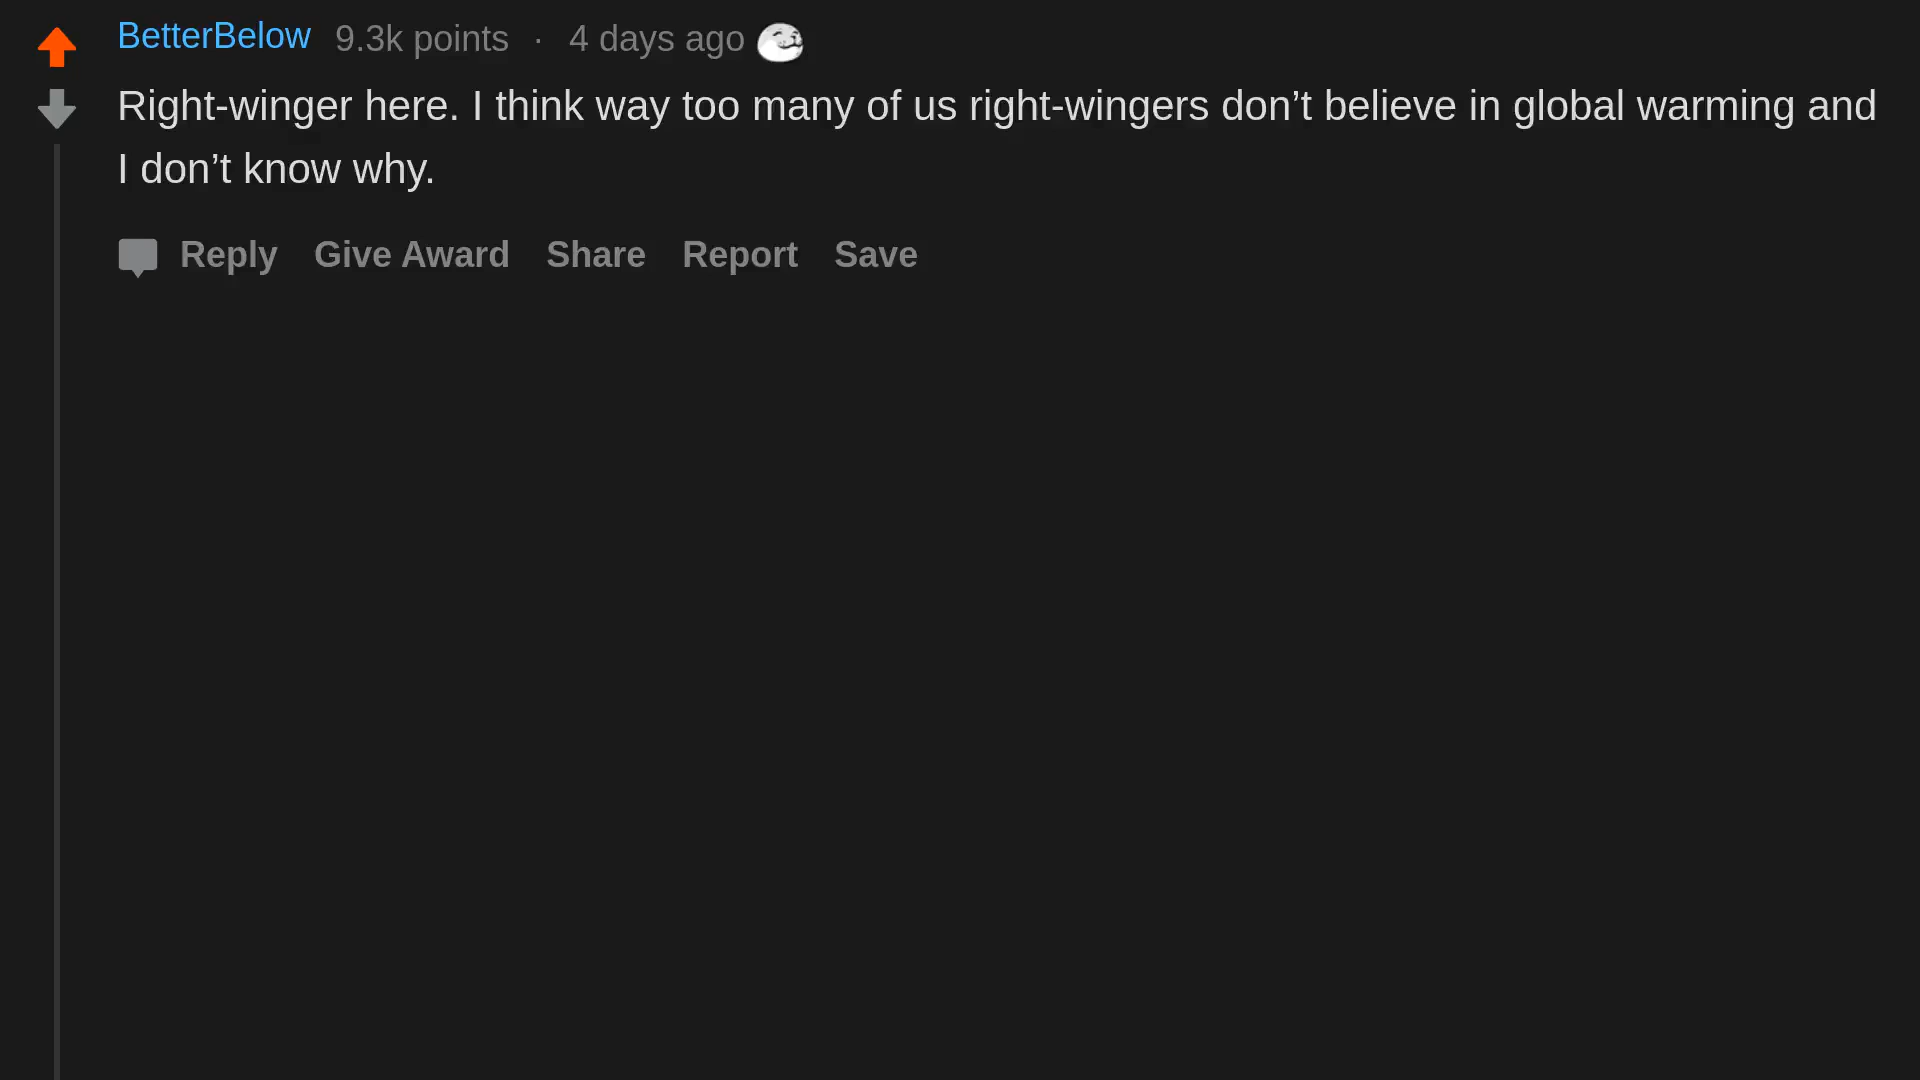 BetterBelow 9.3k points · 4 days ago
Right-winger here. I think way too many of us right-wingers don’t believe in global warming and
I don’t know why.
Reply Give Award Share Report Save